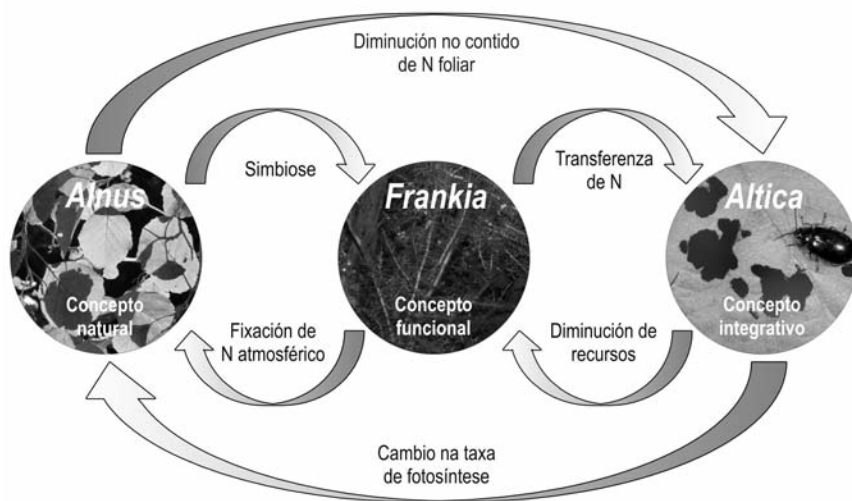 Diminución no contido
de N foliar
Simbiose
Transferenza
de N
Alnus
Concepto
natural
Frankia
Concepto
funcional
Altica
Concepto
integrativo
Fixación de
N atmosférico
Diminución de
recursos
Cambio na taxa
de fotosíntese